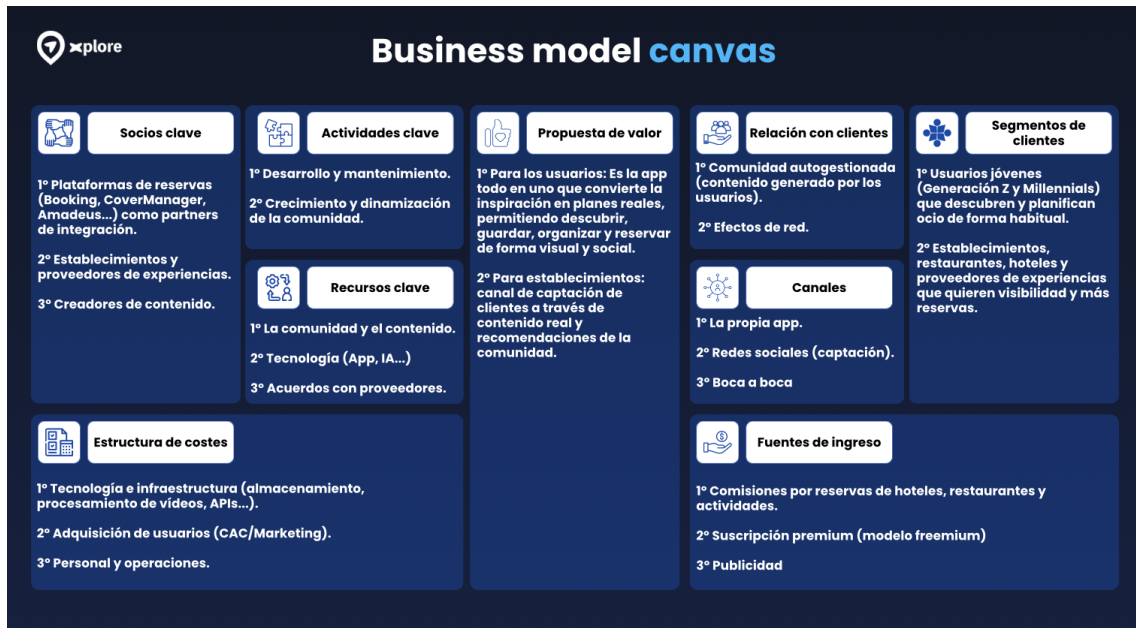 xplore
Business model canvas
Socios clave
1º Plataformas de reservas
(Booking, CoverManager,
Amadeus...) como partners
de integración.
2º Establecimientos y
proveedores de experiencias.
3º Creadores de contenido.
Actividades clave
1º Desarrollo y mantenimiento.
2º Crecimiento y dinamización
de la comunidad.
Recursos clave
1º La comunidad y el contenido.
2º Tecnología (App, IA...)
3º Acuerdos con proveedores.
Propuesta de valor
1º Para los usuarios: Es la app
todo en uno que convierte la
inspiración en planes reales,
permitiendo descubrir,
guardar, organizar y reservar
de forma visual y social.
2º Para establecimientos:
canal de captación de
clientes a través de
contenido real y
recomendaciones de la
comunidad.
Relación con clientes
1º Comunidad autogestionada
(contenido generado por los
usuarios).
2º Efectos de red.
Canales
1º La propia app.
2º Redes sociales (captación).
3º Boca a boca
Segmentos de
clientes
1º Usuarios jóvenes
(Generación Z y Millennials)
que descubren y planifican
ocio de forma habitual.
2º Establecimientos,
restaurantes, hoteles y
proveedores de experiencias
que quieren visibilidad y más
reservas.
Estructura de costes
1º Tecnología e infraestructura (almacenamiento,
procesamiento de vídeos, APIs...).
2º Adquisición de usuarios (CAC/Marketing).
3º Personal y operaciones.
Fuentes de ingreso
1º Comisiones por reservas de hoteles, restaurantes y
actividades.
2º Suscripción premium (modelo freemium)
3º Publicidad